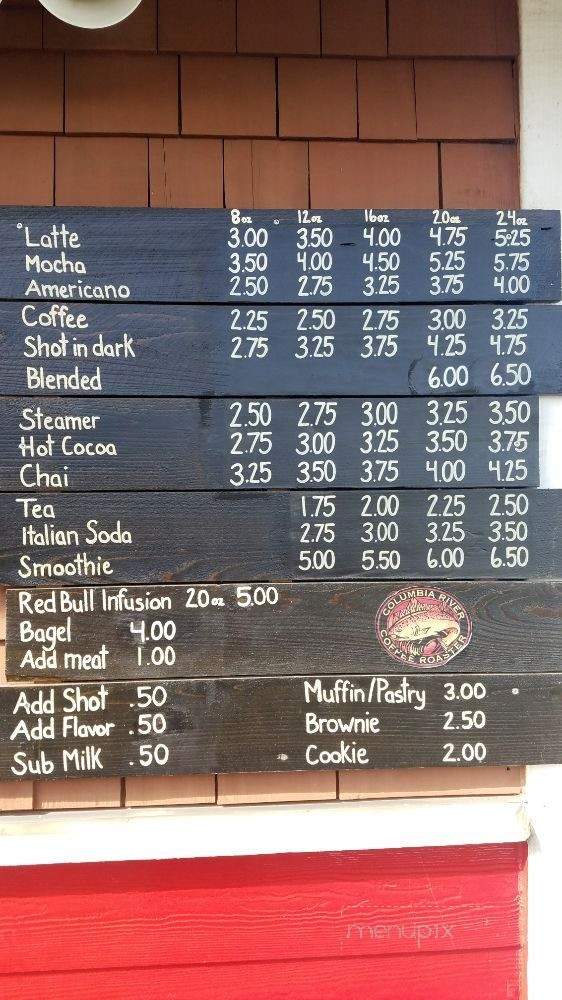 8oz 12oz 16oz 20oz 24oz
Latte 3.00 3.50 4.00 4.75 5.25
Mocha 3.50 4.00 4.50 5.25 5.75
Americano 2.50 2.75 3.25 3.75 4.00
Coffee 2.25 2.50 2.75 3.00 3.25
Shot in dark 2.75 3.25 3.75 4.25 4.75
Blended 6.00 6.50
Steamer 2.50 2.75 3.00 3.25 3.50
Hot Cocoa 2.75 3.00 3.25 3.50 3.75
Chai 3.25 3.50 3.75 4.00 4.25
Tea 1.75 2.00 2.25 2.50
Italian Soda 2.75 3.00 3.25 3.50
Smoothie 5.00 5.50 6.00 6.50
Red Bull Infusion 20oz 5.00
Bagel 4.00
Add meat 1.00
COLUMBIA RIVER
COFFEE ROASTER
Add Shot .50 Muffin/Pastry 3.00
Add Flavor .50 Brownie 2.50
Sub Milk .50 Cookie 2.00
menupix